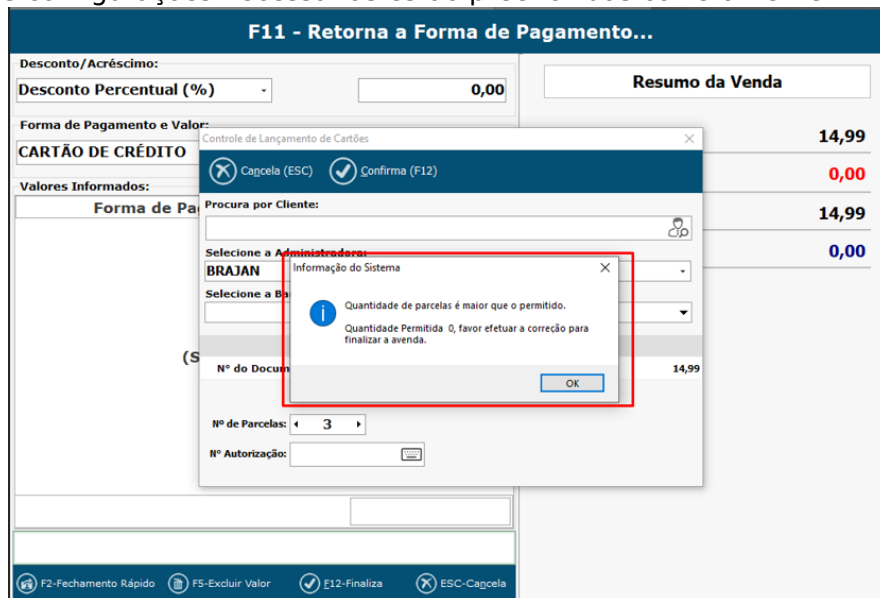 F11 - Retorna a Forma de Pagamento...
Desconto/Acréscimo:
Desconto Percentual (%)
0,00
Resumo da Venda
Forma de Pagamento e Valor:
CARTÃO DE CRÉDITO
14,99
0,00
14,99
0,00
Valores Informados:
Forma de Pa
(S
Controle de Lançamento de Cartões
Cancela (ESC) Confirma (F12)
Procura por Cliente:
Selecione a Administradora:
BRAJAN
Selecione a Ba
Informação do Sistema
Quantidade de parcelas é maior que o permitido.
Quantidade Permitida 0, favor efetuar a correção para
finalizar a avenda.
OK
Nº do Docum
14,99
Nº de Parcelas: 3
Nº Autorização:
F2-Fechamento Rápido F5-Excluir Valor F12-Finaliza ESC-Cancela